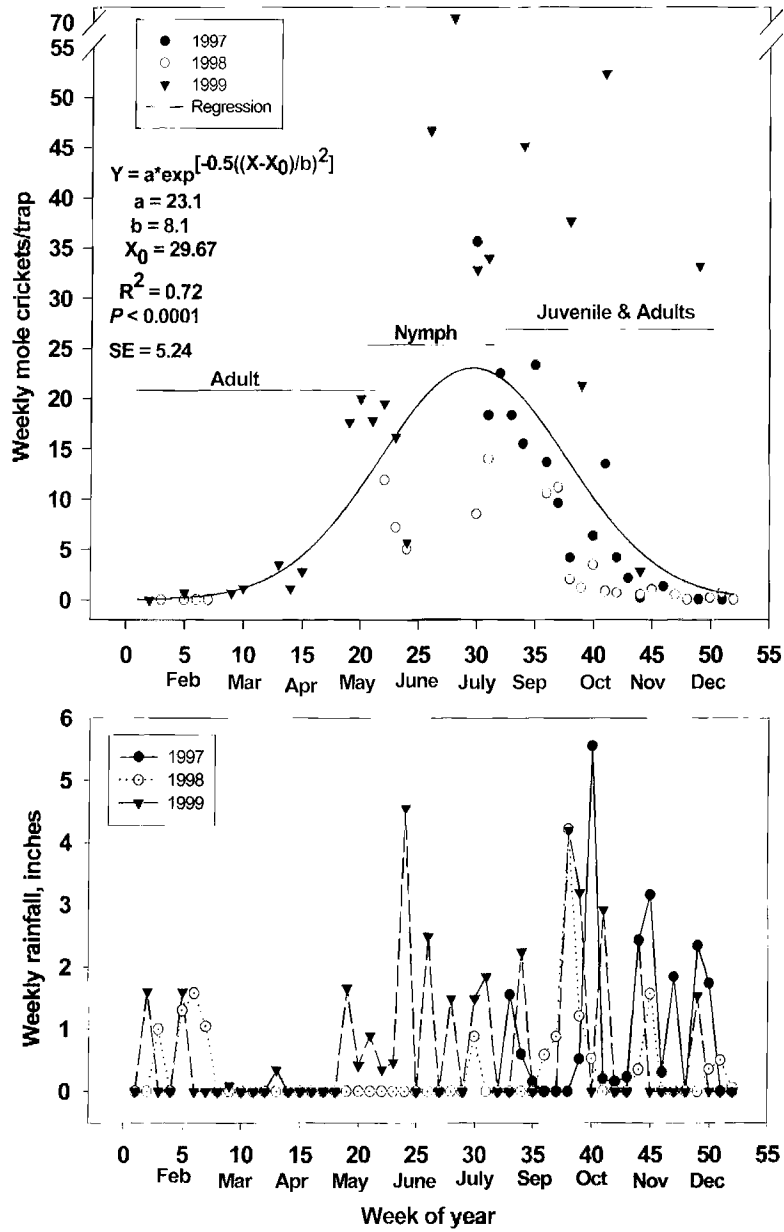 70
55
50
45
40
35
30
25
20
15
10
5
0
Weekly mole crickets/trap
1997
1998
1999
Regression
Y = a*exp[-0.5((X-X0)/b)2]
a = 23.1
b = 8.1
X0 = 29.67
R2 = 0.72
P < 0.0001
SE = 5.24
Adult
Nymph
Juvenile & Adults
0 5 10 15 20 25 30 35 40 45 50 55
Feb Mar Apr May June July Sep Oct Nov Dec
6
5
4
3
2
1
0
Weekly rainfall, inches
1997
1998
1999
0 5 10 15 20 25 30 35 40 45 50 55
Feb Mar Apr May June July Sep Oct Nov Dec
Week of year